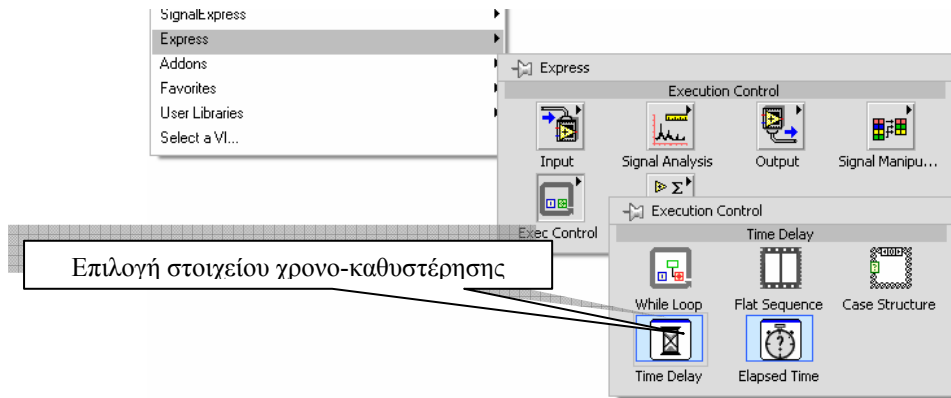 SignalExpress
Express
Addons
Favorites
User Libraries
Select a VI...
Express
Execution Control
Input Signal Analysis Output Signal Manipu...
Exec Control
Execution Control
Time Delay
While Loop Flat Sequence Case Structure
Time Delay Elapsed Time
Επιλογή στοιχείου χρονο-καθυστέρησης